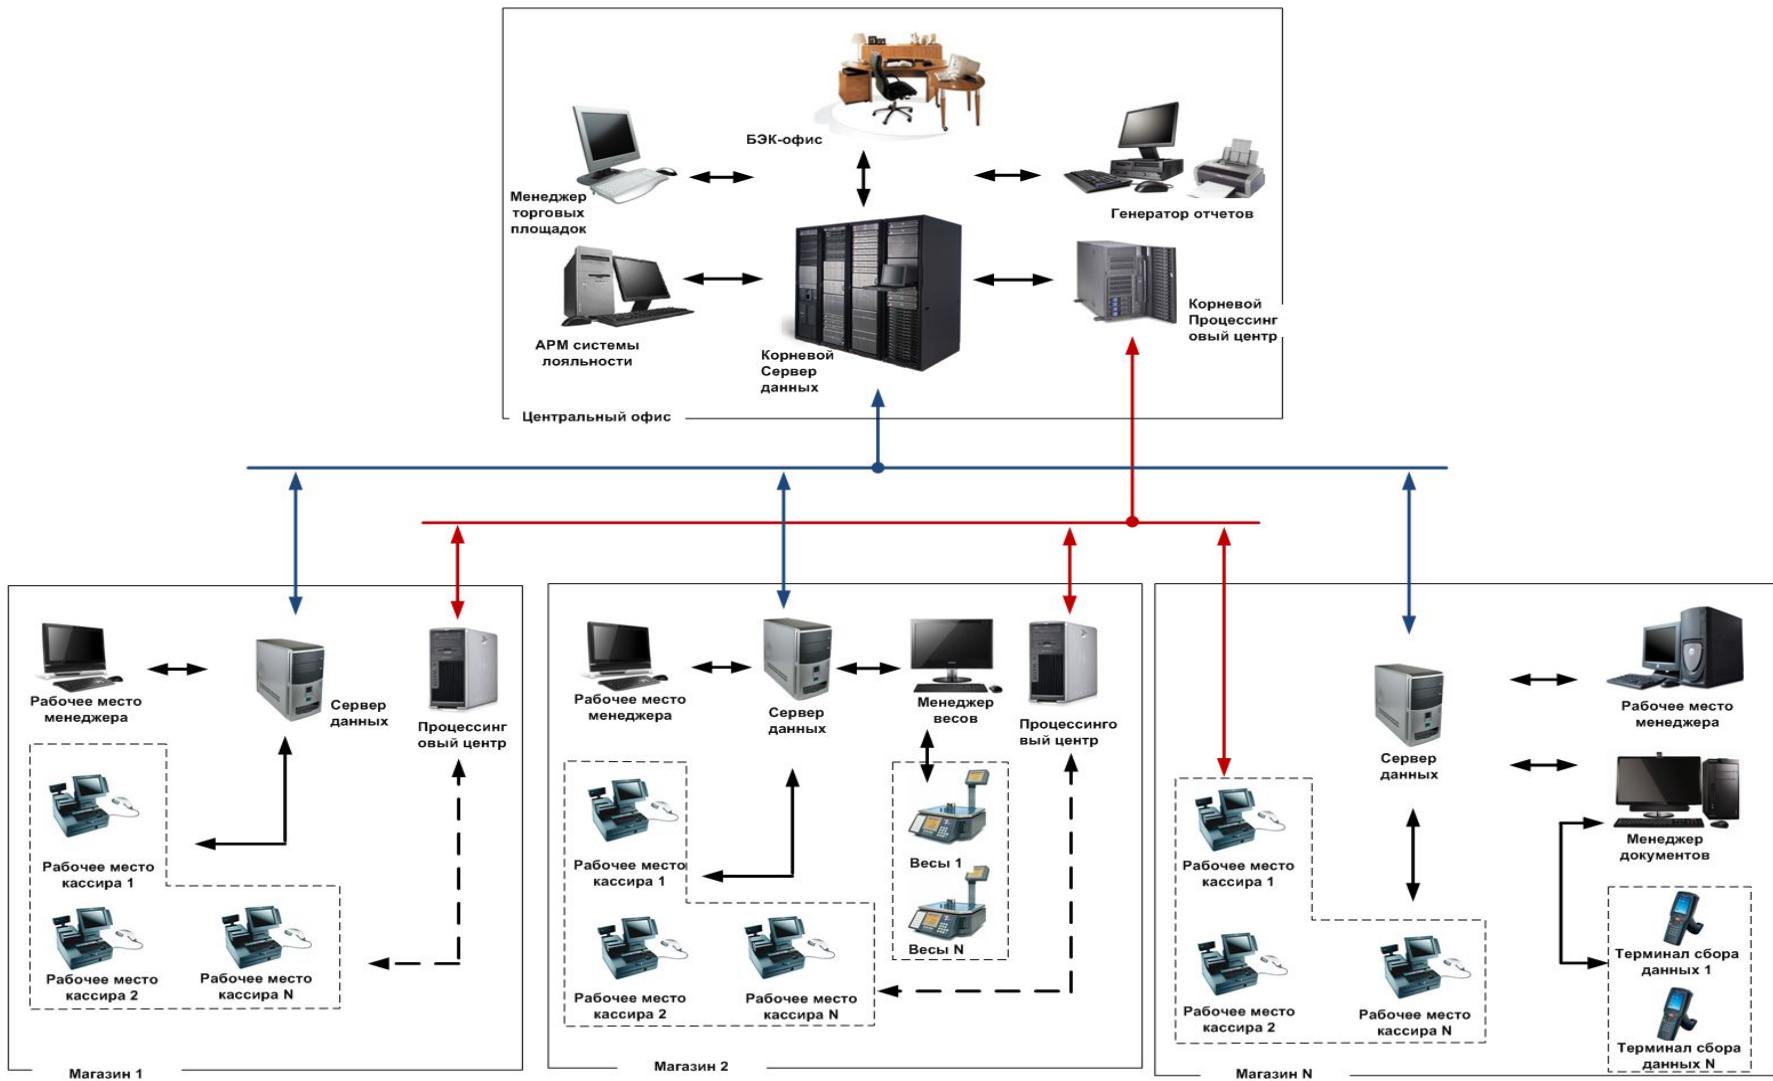 БЭК-офис
Менеджер
торговых
площадок
Генератор отчетов
АРМ системы
лояльности
Корневой
Сервер
данных
Корневой
Процессинг
овый центр
Центральный офис
Рабочее место
менеджера
Сервер
данных
Процессинг
овый центр
Рабочее место
кассира 1
Рабочее место
кассира 2
Рабочее место
кассира N
Магазин 1
Рабочее место
менеджера
Сервер
данных
Менеджер
весов
Процессинго
вый центр
Рабочее место
кассира 1
Весы 1
Весы N
Рабочее место
кассира 2
Рабочее место
кассира N
Магазин 2
Рабочее место
менеджера
Сервер
данных
Менеджер
документов
Рабочее место
кассира 1
Рабочее место
кассира 2
Рабочее место
кассира N
Терминал сбора
данных 1
Терминал сбора
данных N
Магазин N